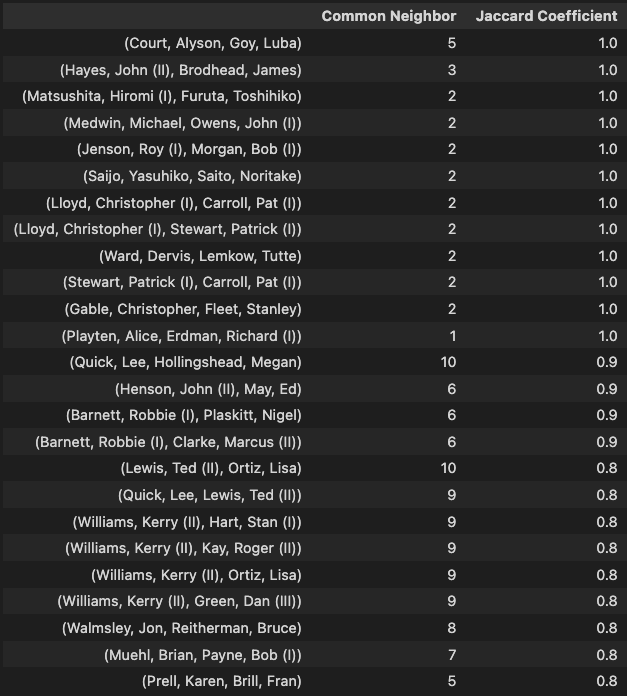 Common Neighbor Jaccard Coefficient
(Court, Alyson, Goy, Luba) 5 1.0
(Hayes, John (II), Brodhead, James) 3 1.0
(Matsushita, Hiromi (I), Furuta, Toshihiko) 2 1.0
(Medwin, Michael, Owens, John (I)) 2 1.0
(Jenson, Roy (I), Morgan, Bob (I)) 2 1.0
(Saijo, Yasuhiko, Saito, Noritake) 2 1.0
(Lloyd, Christopher (I), Carroll, Pat (I)) 2 1.0
(Lloyd, Christopher (I), Stewart, Patrick (I)) 2 1.0
(Ward, Dervis, Lemkow, Tutte) 2 1.0
(Stewart, Patrick (I), Carroll, Pat (I)) 2 1.0
(Gable, Christopher, Fleet, Stanley) 2 1.0
(Playten, Alice, Erdman, Richard (I)) 1 1.0
(Quick, Lee, Hollingshead, Megan) 10 0.9
(Henson, John (II), May, Ed) 6 0.9
(Barnett, Robbie (I), Plaskitt, Nigel) 6 0.9
(Barnett, Robbie (I), Clarke, Marcus (II)) 6 0.9
(Lewis, Ted (II), Ortiz, Lisa) 10 0.8
(Quick, Lee, Lewis, Ted (II)) 9 0.8
(Williams, Kerry (II), Hart, Stan (I)) 9 0.8
(Williams, Kerry (II), Kay, Roger (II)) 9 0.8
(Williams, Kerry (II), Ortiz, Lisa) 9 0.8
(Williams, Kerry (II), Green, Dan (III)) 9 0.8
(Walmsley, Jon, Reitherman, Bruce) 8 0.8
(Muehl, Brian, Payne, Bob (I)) 7 0.8
(Prell, Karen, Brill, Fran) 5 0.8